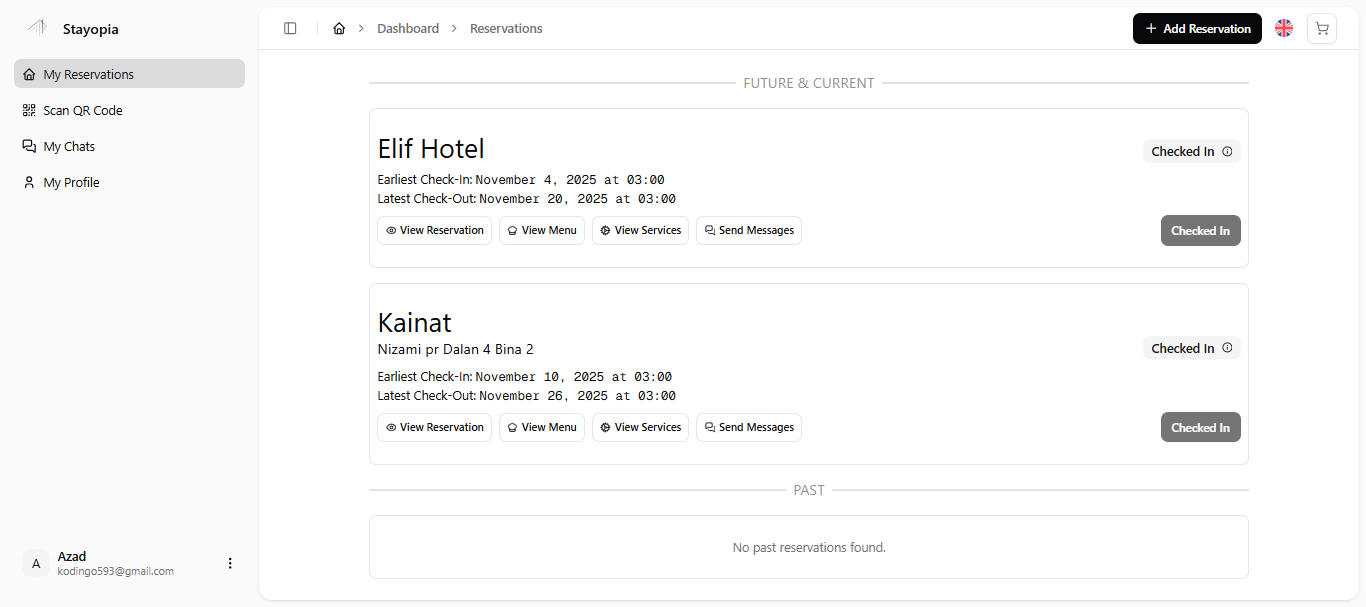 Stayopia
My Reservations
Scan QR Code
My Chats
My Profile
Azad
kodingo593@gmail.com
A
Dashboard > Reservations
+ Add Reservation
FUTURE & CURRENT
Elif Hotel
Checked In
Earliest Check-In: November 4, 2025 at 03:00
Latest Check-Out: November 20, 2025 at 03:00
View Reservation View Menu View Services Send Messages Checked In
Kainat
Nizami pr Dalan 4 Bina 2
Checked In
Earliest Check-In: November 10, 2025 at 03:00
Latest Check-Out: November 26, 2025 at 03:00
View Reservation View Menu View Services Send Messages Checked In
PAST
No past reservations found.